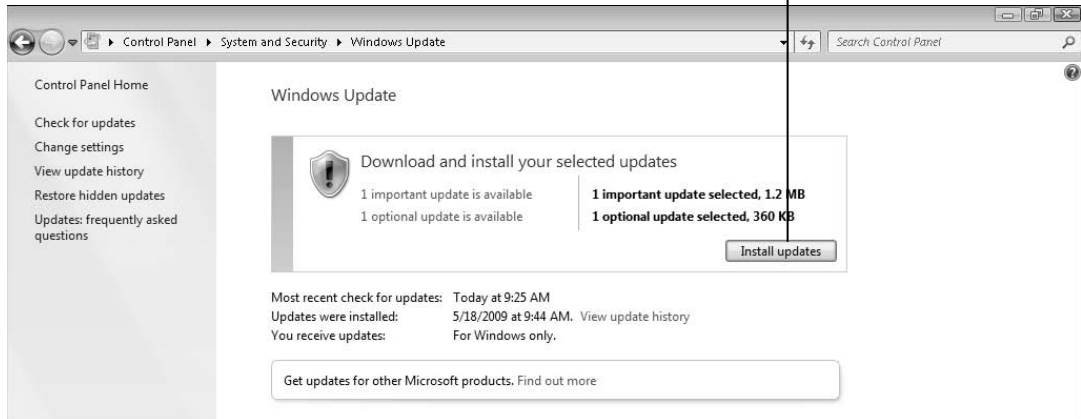 Control Panel ▸ System and Security ▸ Windows Update
Search Control Panel
Control Panel Home
Check for updates
Change settings
View update history
Restore hidden updates
Updates: frequently asked
questions
Windows Update
Download and install your selected updates
1 important update is available
1 optional update is available
1 important update selected, 1.2 MB
1 optional update selected, 360 KB
Install updates
Most recent check for updates: Today at 9:25 AM
Updates were installed: 5/18/2009 at 9:44 AM. View update history
You receive updates: For Windows only.
Get updates for other Microsoft products. Find out more